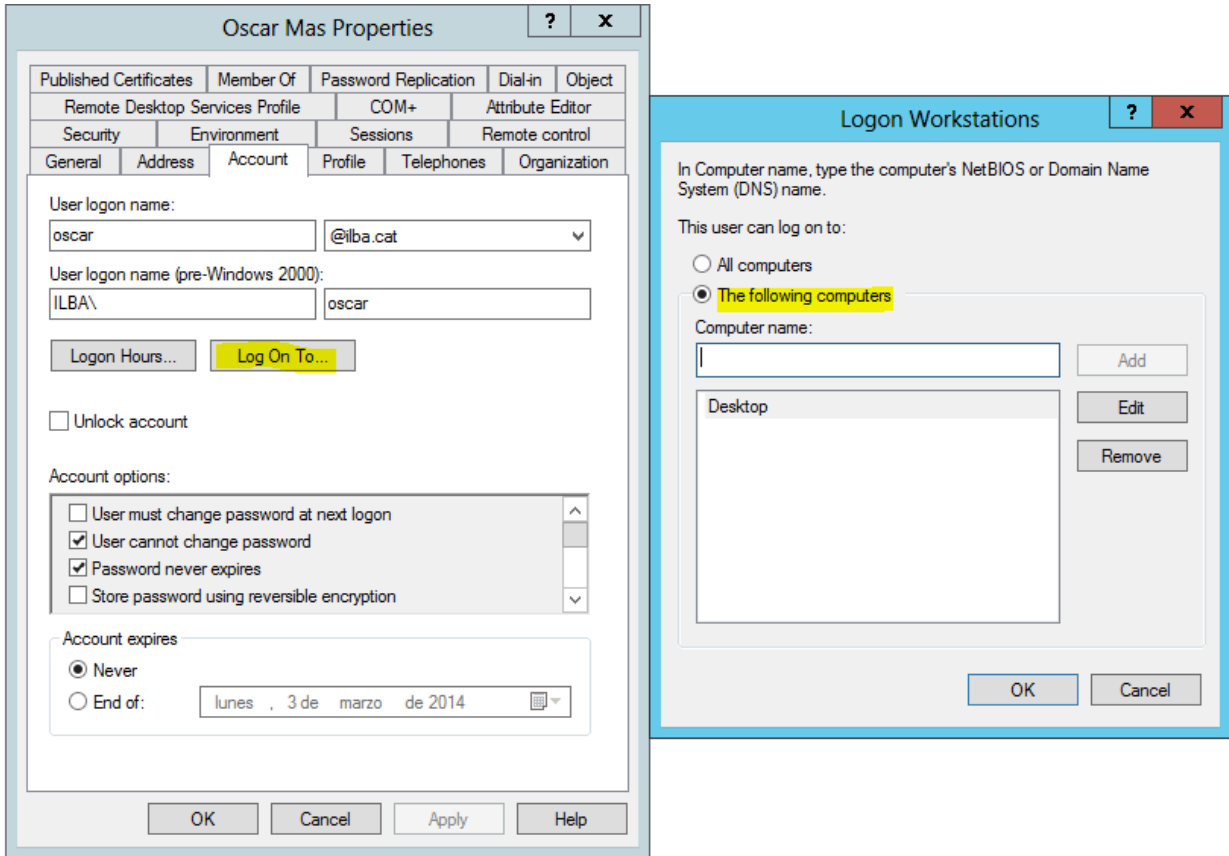 Oscar Mas Properties
? x
Published Certificates Member Of Password Replication Dial-in Object
Remote Desktop Services Profile COM+ Attribute Editor
Security Environment Sessions Remote control
General Address Account Profile Telephones Organization
User logon name:
oscar @ilba.cat
User logon name (pre-Windows 2000):
ILBA\ oscar
Logon Hours... Log On To...
Unlock account
Account options:
User must change password at next logon
User cannot change password
Password never expires
Store password using reversible encryption
Account expires
Never
End of: lunes , 3 de marzo de 2014
OK Cancel Apply Help
Logon Workstations
? x
In Computer name, type the computer's NetBIOS or Domain Name
System (DNS) name.
This user can log on to:
All computers
The following computers
Computer name:
Add
Desktop
Edit
Remove
OK Cancel